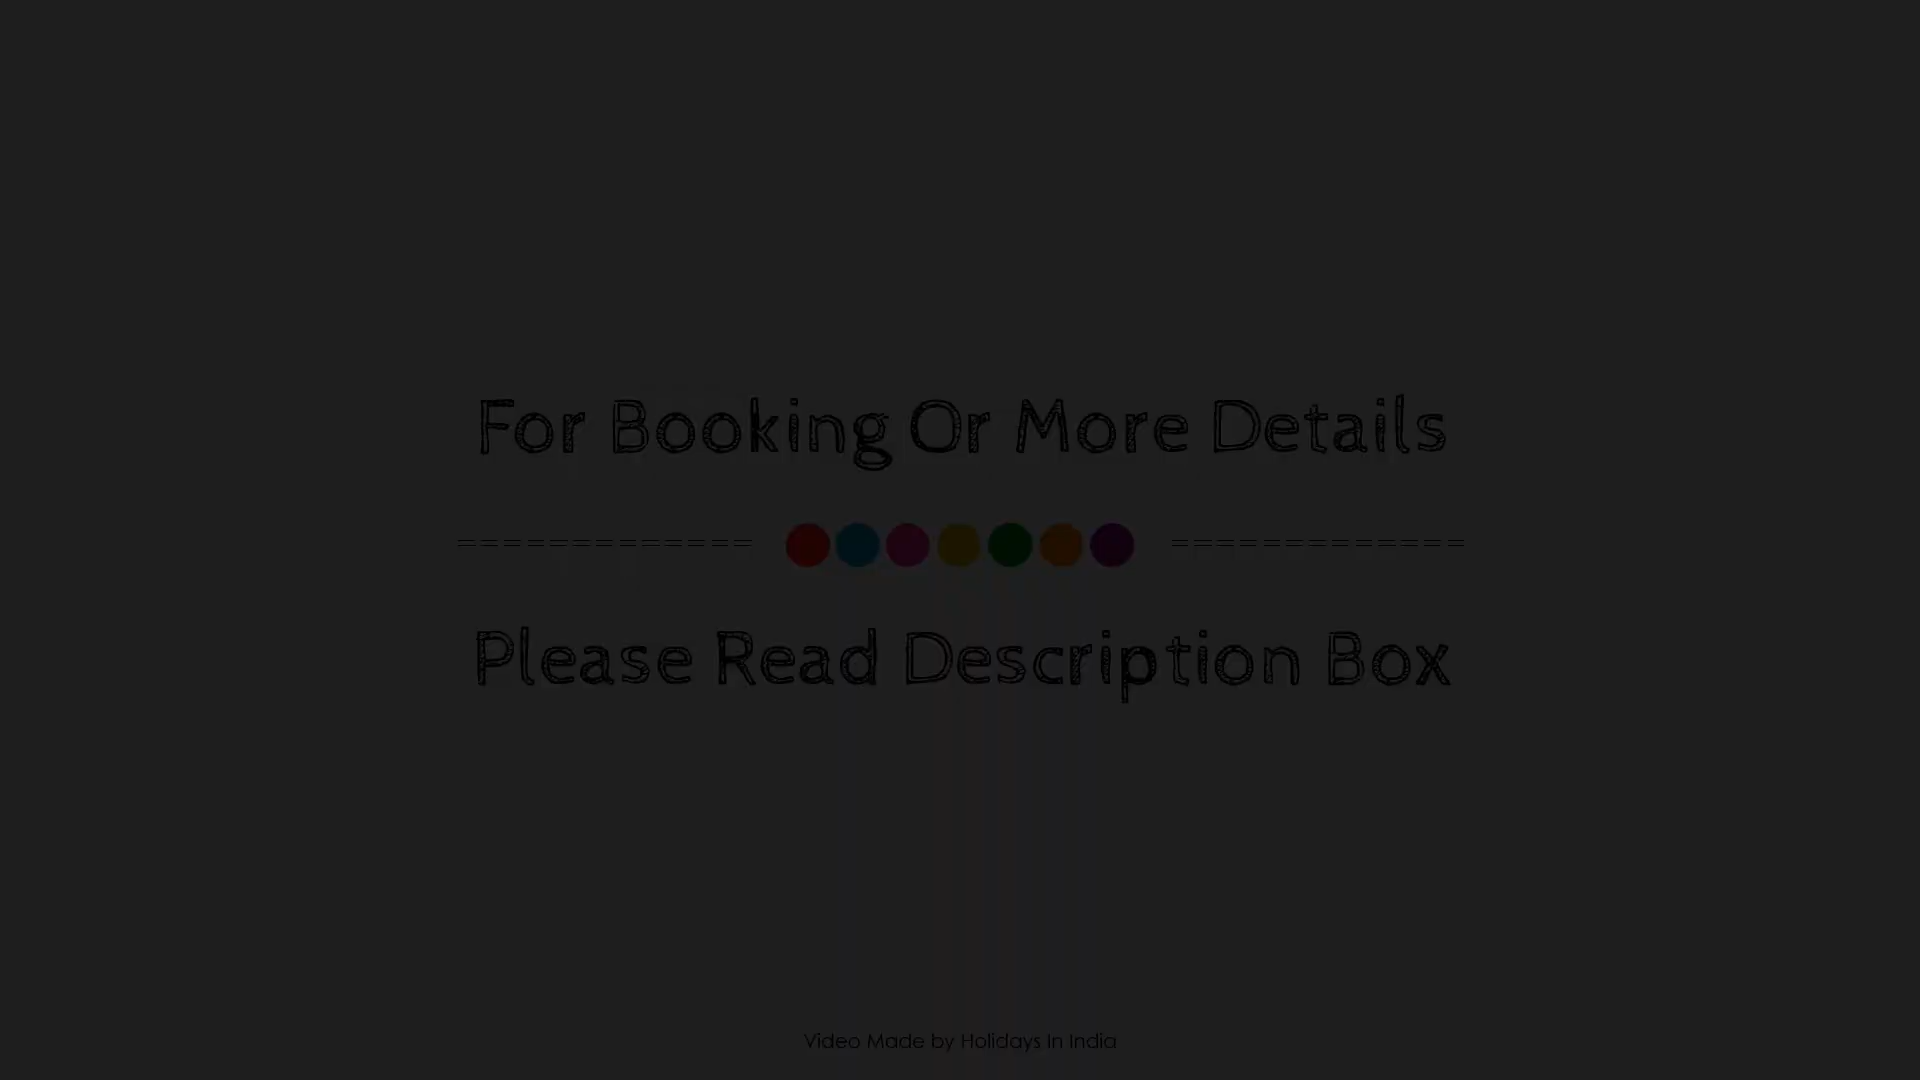 For Booking Or More Details
============= =============
Please Read Description Box
Video Made by Holidays In India